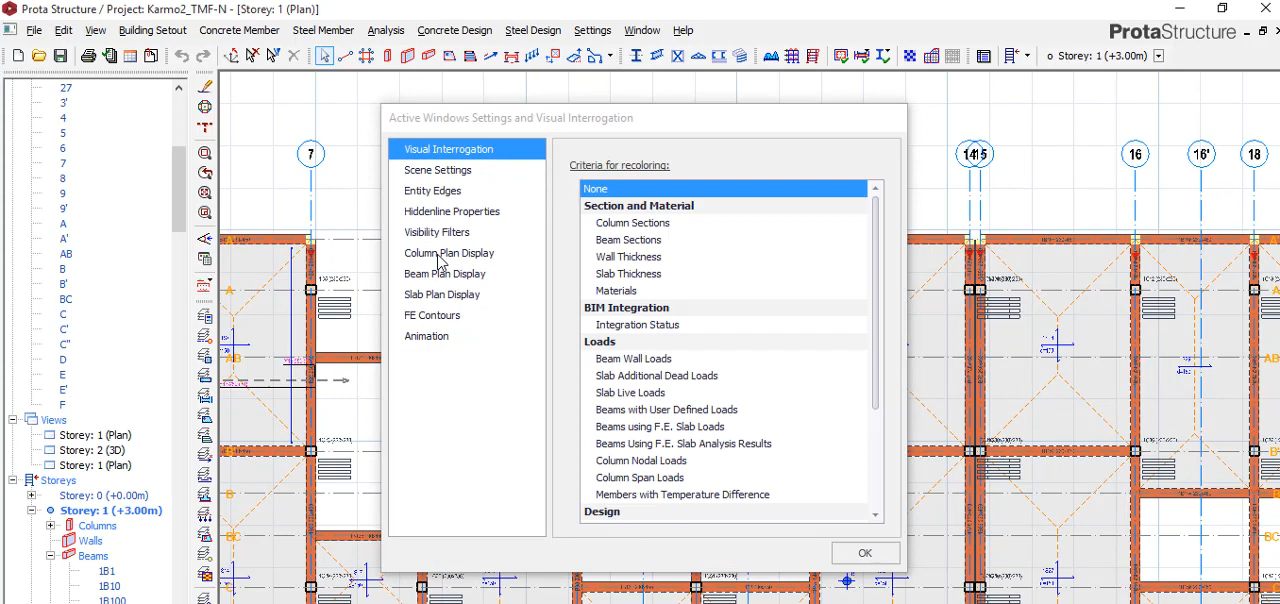 Prota Structure / Project: Karmo2_TMF-N - [Storey: 1 (Plan)]
File Edit View Building Setout Concrete Member Steel Member Analysis Concrete Design Steel Design Settings Window Help
ProtaStructure
o Storey: 1 (+3.00m)
27
3'
4
5
6
7
8
9
9'
A
A'
AB
B
B'
BC
C
C'
C"
D
E
E'
F
Views
Storey: 1 (Plan)
Storey: 2 (3D)
Storey: 1 (Plan)
Storeys
Storey: 0 (+0.00m)
Storey: 1 (+3.00m)
Columns
Walls
Beams
1B1
1B10
1B100
Active Windows Settings and Visual Interrogation
Visual Interrogation
Scene Settings
Entity Edges
Hiddenline Properties
Visibility Filters
Column Plan Display
Beam Plan Display
Slab Plan Display
FE Contours
Animation
Criteria for recoloring:
None
Section and Material
Column Sections
Beam Sections
Wall Thickness
Slab Thickness
Materials
BIM Integration
Integration Status
Loads
Beam Wall Loads
Slab Additional Dead Loads
Slab Live Loads
Beams with User Defined Loads
Beams using F.E. Slab Loads
Beams Using F.E. Slab Analysis Results
Column Nodal Loads
Column Span Loads
Members with Temperature Difference
Design
OK
7
14
15
16
16'
18
A
AB
B
BC
C
AB
BC